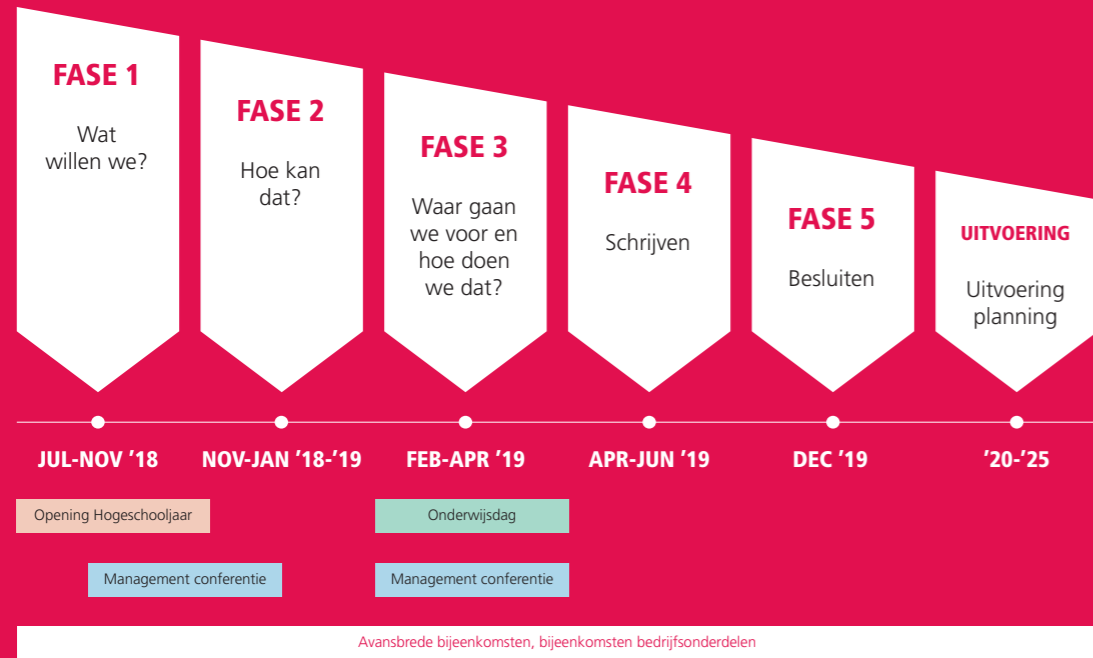 FASE 1
Wat
willen we?
FASE 2
Hoe kan
dat?
FASE 3
Waar gaan
we voor en
hoe doen
we dat?
FASE 4
Schrijven
FASE 5
Besluiten
UITVOERING
Uitvoering
planning
JUL-NOV ’18
NOV-JAN ’18-’19
FEB-APR ’19
APR-JUN ’19
DEC ’19
’20-’25
Opening Hogeschooljaar
Onderwijsdag
Management conferentie
Management conferentie
Avansbrede bijeenkomsten, bijeenkomsten bedrijfsonderdelen